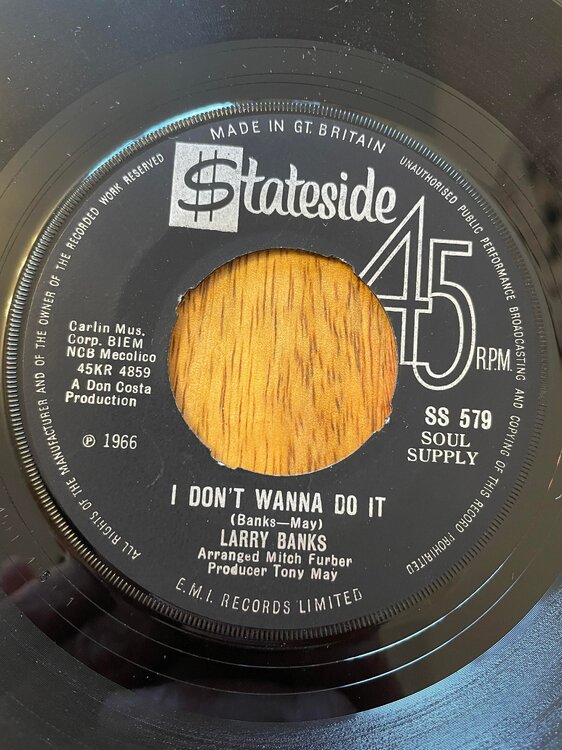 MADE IN GT. BRITAIN
UNAUTHORISED PUBLIC PERFORMANCE BROADCASTING AND COPYING OF THIS RECORD PROHIBITED
ALL RIGHTS OF THE MANUFACTURER AND OF THE OWNER OF THE RECORDED WORK RESERVED
$tateside
45
R.P.M.
Carlin Mus.
Corp. BIEM
NCB Mecolico
45KR 4859
A Don Costa
Production
℗ 1966
SS 579
SOUL
SUPPLY
I DON'T WANNA DO IT
(Banks—May)
LARRY BANKS
Arranged Mitch Furber
Producer Tony May
E.M.I. RECORDS LIMITED